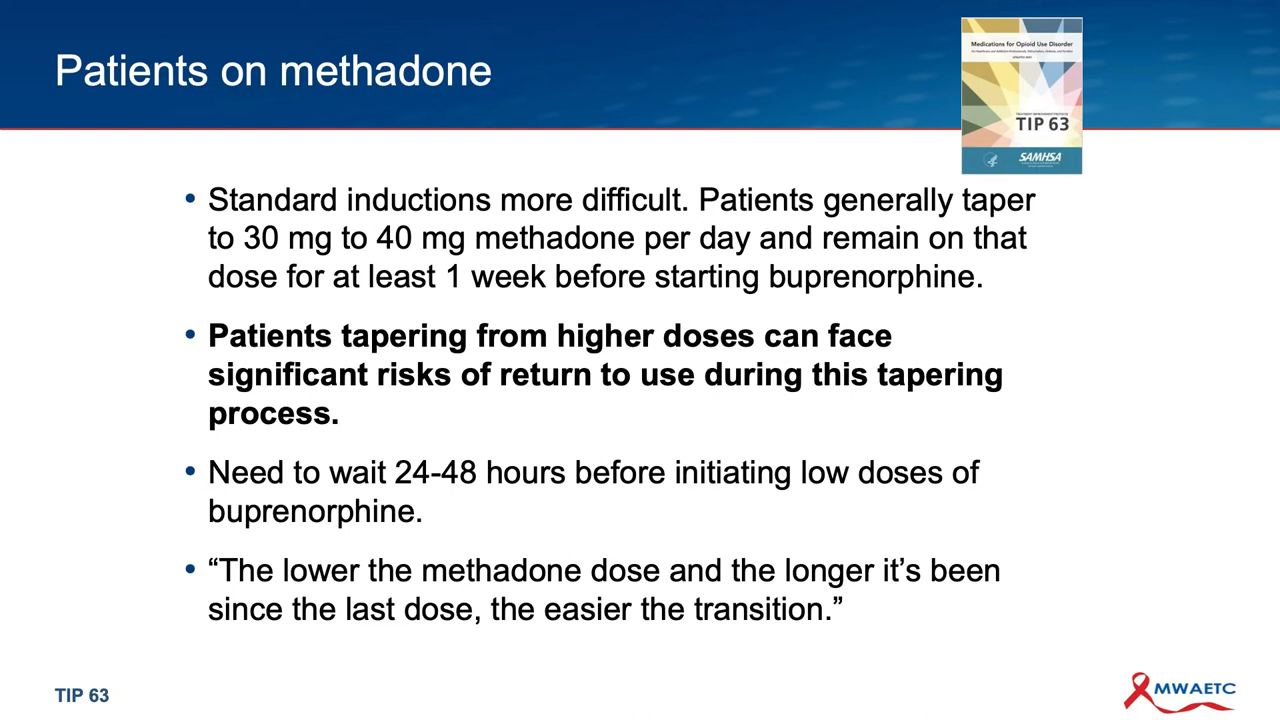 Patients on methadone
Medications for Opioid Use Disorder
TREATMENT IMPROVEMENT PROTOCOL
TIP 63
SAMHSA
• Standard inductions more difficult. Patients generally taper
to 30 mg to 40 mg methadone per day and remain on that
dose for at least 1 week before starting buprenorphine.
• Patients tapering from higher doses can face
significant risks of return to use during this tapering
process.
• Need to wait 24-48 hours before initiating low doses of
buprenorphine.
• “The lower the methadone dose and the longer it’s been
since the last dose, the easier the transition.”
TIP 63
MWAETC